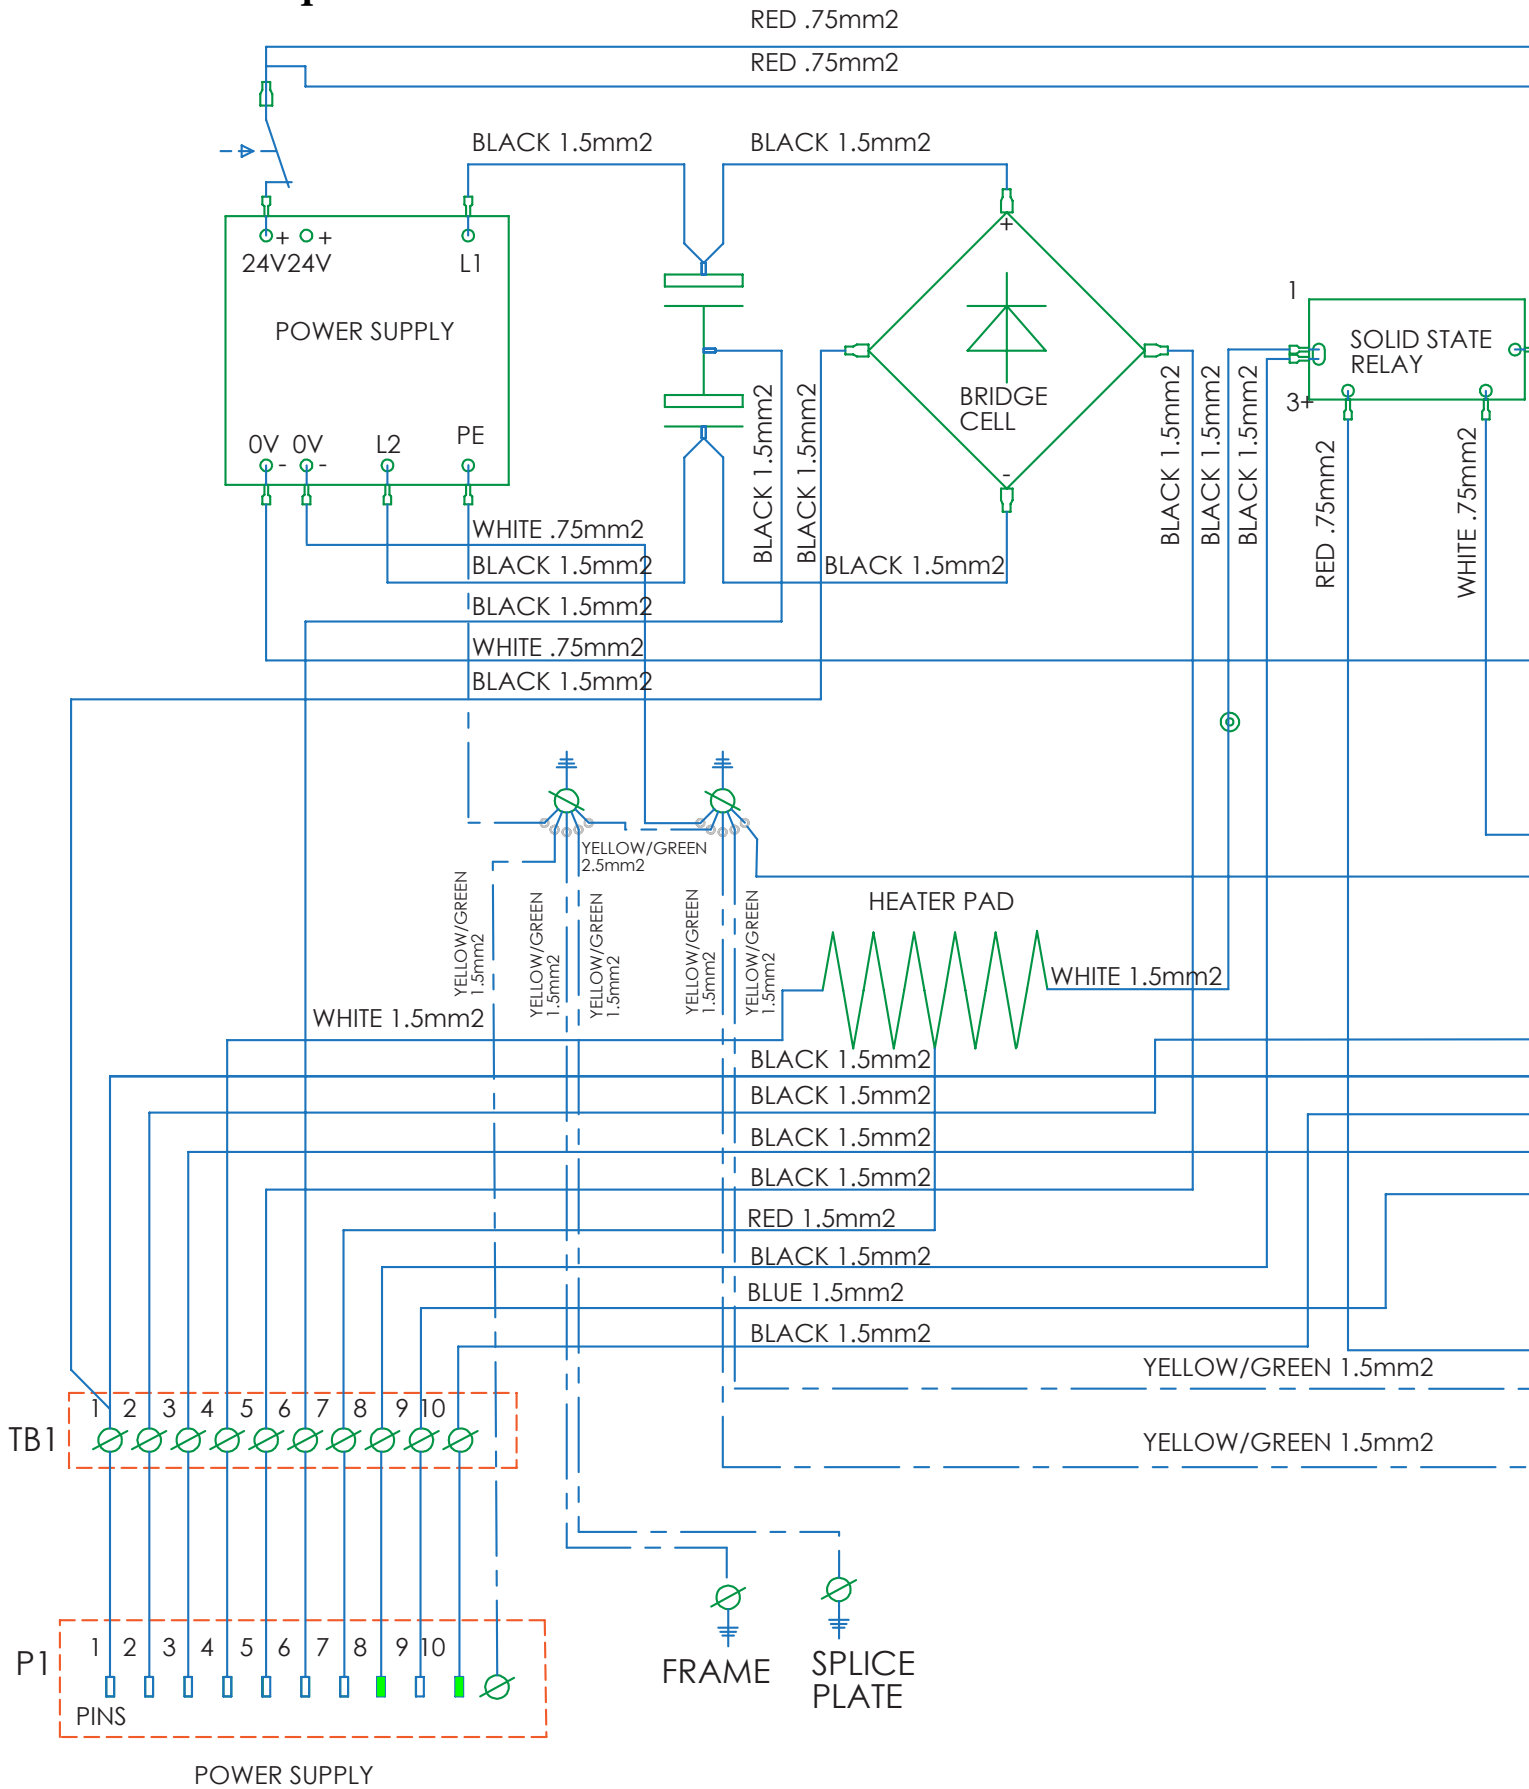 RED .75mm2
RED .75mm2
BLACK 1.5mm2
BLACK 1.5mm2
+
+
24V
24V
L1
POWER SUPPLY
0V
-
0V
-
L2
PE
+
BRIDGE
CELL
-
1
SOLID STATE
RELAY
3+
BLACK 1.5mm2
BLACK 1.5mm2
BLACK 1.5mm2
BLACK 1.5mm2
BLACK 1.5mm2
RED .75mm2
WHITE .75mm2
WHITE .75mm2
BLACK 1.5mm2
BLACK 1.5mm2
BLACK 1.5mm2
WHITE .75mm2
BLACK 1.5mm2
YELLOW/GREEN
2.5mm2
YELLOW/GREEN
1.5mm2
YELLOW/GREEN
1.5mm2
YELLOW/GREEN
1.5mm2
YELLOW/GREEN
1.5mm2
YELLOW/GREEN
1.5mm2
HEATER PAD
WHITE 1.5mm2
WHITE 1.5mm2
BLACK 1.5mm2
BLACK 1.5mm2
BLACK 1.5mm2
BLACK 1.5mm2
RED 1.5mm2
BLACK 1.5mm2
BLUE 1.5mm2
BLACK 1.5mm2
YELLOW/GREEN 1.5mm2
YELLOW/GREEN 1.5mm2
TB1
1 2 3 4 5 6 7 8 9 10
P1
1 2 3 4 5 6 7 8 9 10
PINS
FRAME
SPLICE
PLATE
POWER SUPPLY